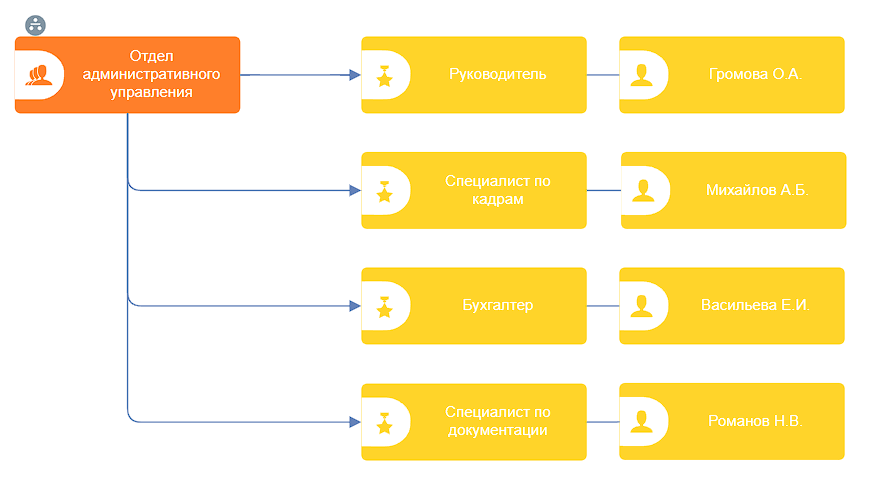 Отдел
административного
управления
Руководитель
Громова О.А.
Специалист по
кадрам
Михайлов А.Б.
Бухгалтер
Васильева Е.И.
Специалист по
документации
Романов Н.В.